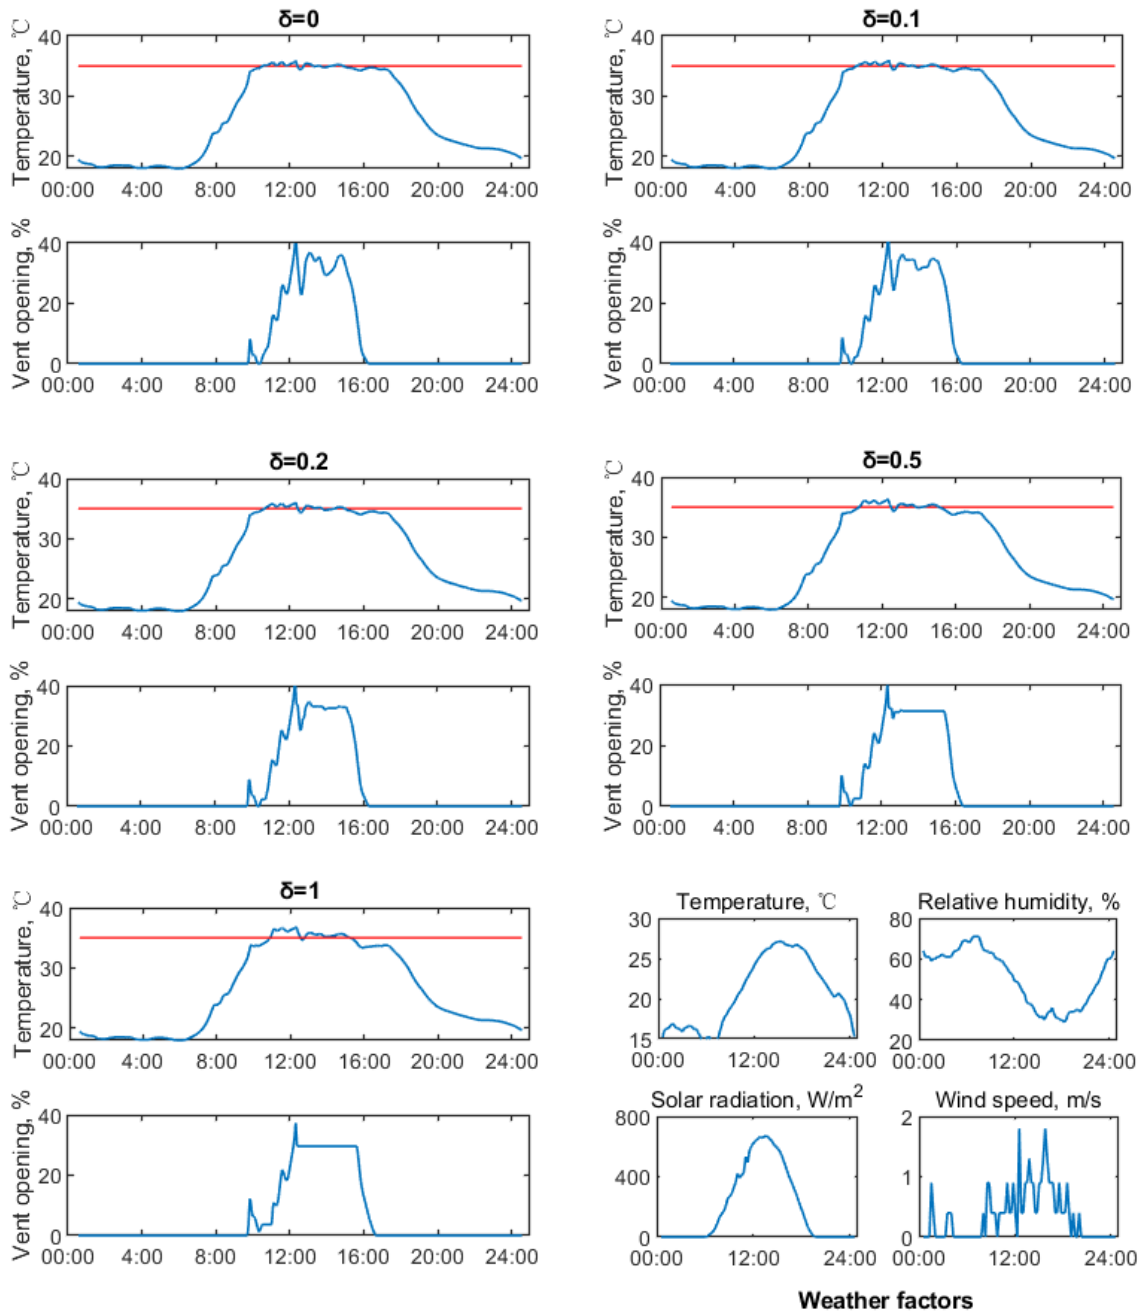 δ=0
Temperature, ℃
40
30
20
00:00 4:00 8:00 12:00 16:00 20:00 24:00
Vent opening, %
40
20
0
00:00 4:00 8:00 12:00 16:00 20:00 24:00
δ=0.1
Temperature, ℃
40
30
20
00:00 4:00 8:00 12:00 16:00 20:00 24:00
Vent opening, %
40
20
0
00:00 4:00 8:00 12:00 16:00 20:00 24:00
δ=0.2
Temperature, ℃
40
30
20
00:00 4:00 8:00 12:00 16:00 20:00 24:00
Vent opening, %
40
20
0
00:00 4:00 8:00 12:00 16:00 20:00 24:00
δ=0.5
Temperature, ℃
40
30
20
00:00 4:00 8:00 12:00 16:00 20:00 24:00
Vent opening, %
40
20
0
00:00 4:00 8:00 12:00 16:00 20:00 24:00
δ=1
Temperature, ℃
40
30
20
00:00 4:00 8:00 12:00 16:00 20:00 24:00
Vent opening, %
40
20
0
00:00 4:00 8:00 12:00 16:00 20:00 24:00
Temperature, ℃
30
25
20
15
00:00 12:00 24:00
Relative humidity, %
80
60
40
20
00:00 12:00 24:00
Solar radiation, W/m²
800
400
0
00:00 12:00 24:00
Wind speed, m/s
2
1
0
00:00 12:00 24:00
Weather factors